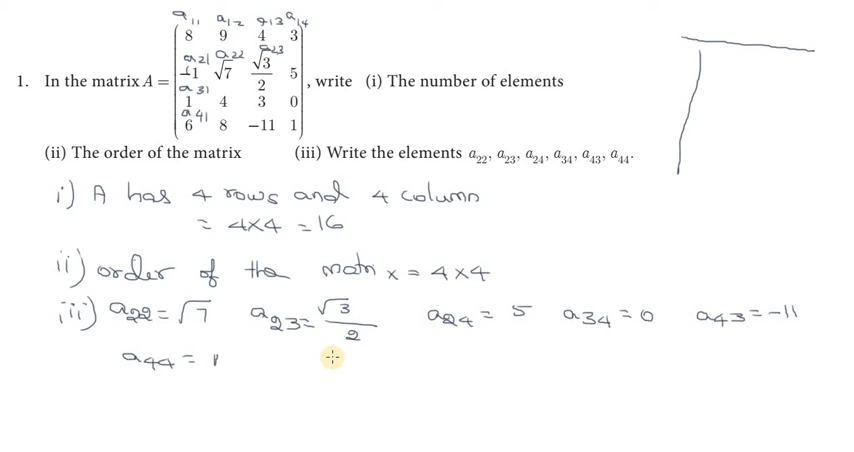 a11 a12 a13 a14
8 9 4 3
a21 a22 a23
1. In the matrix A = -1 √7 √3/2 5 , write (i) The number of elements
a31
1 4 3 0
a41
6 8 -11 1
(ii) The order of the matrix (iii) Write the elements a22, a23, a24, a34, a43, a44.
i) A has 4 rows and 4 column
= 4x4 = 16
ii) order of the matrix = 4x4
iii) a22 = √7 a23 = √3/2 a24 = 5 a34 = 0 a43 = -11
a44 = 1